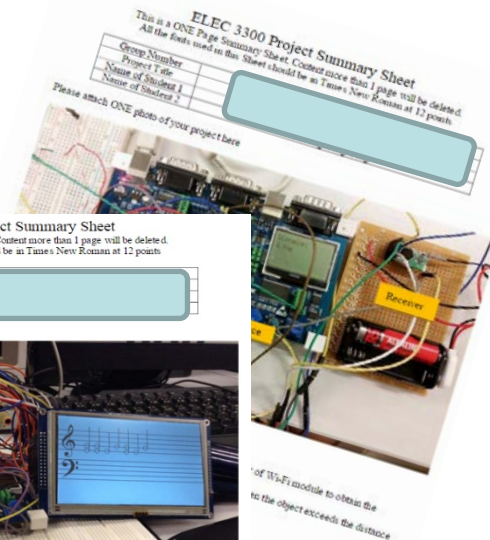 ELEC 3300 Project Summary Sheet
This is a ONE Page Summary Sheet. Content more than 1 page will be deleted.
All the fonts used in this Sheet should be in Times New Roman at 12 points
Group Number
Project Title
Name of Student 1
Name of Student 2
Please attach ONE photo of your project here
Receiver
ce
of Wi-Fi module to obtain the
en the object exceeds the distance
ct Summary Sheet
Content more than 1 page will be deleted.
be in Times New Roman at 12 points